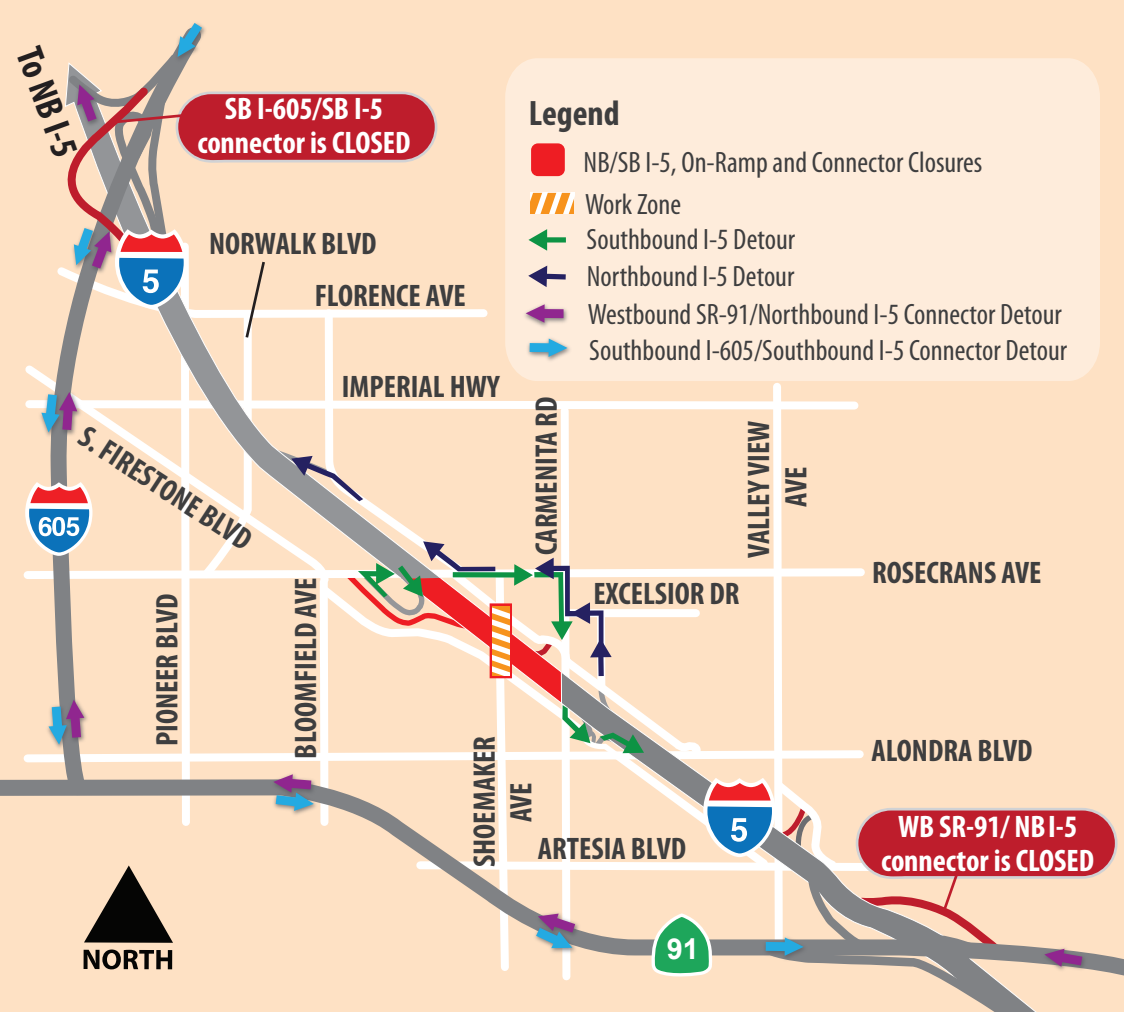 To NB I-5
SB I-605/SB I-5
connector is CLOSED
Legend
NB/SB I-5, On-Ramp and Connector Closures
Work Zone
Southbound I-5 Detour
Northbound I-5 Detour
Westbound SR-91/Northbound I-5 Connector Detour
Southbound I-605/Southbound I-5 Connector Detour
NORWALK BLVD
5
FLORENCE AVE
IMPERIAL HWY
S. FIRESTONE BLVD
CARMENITA RD
VALLEY VIEW
AVE
605
ROSECRANS AVE
EXCELSIOR DR
PIONEER BLVD
BLOOMFIELD AVE
SHOEMAKER
AVE
ALONDRA BLVD
5
WB SR-91/ NB I-5
connector is CLOSED
ARTESIA BLVD
91
NORTH